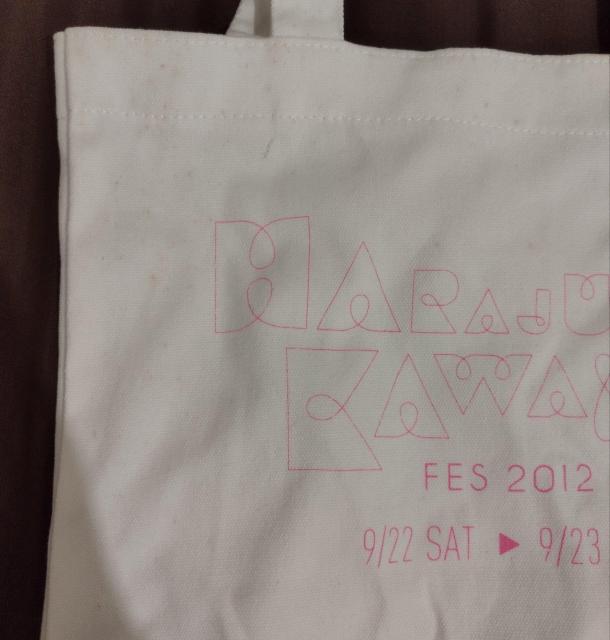 HARAJU
KAWA
FES 2012
9/22 SAT ▶ 9/23